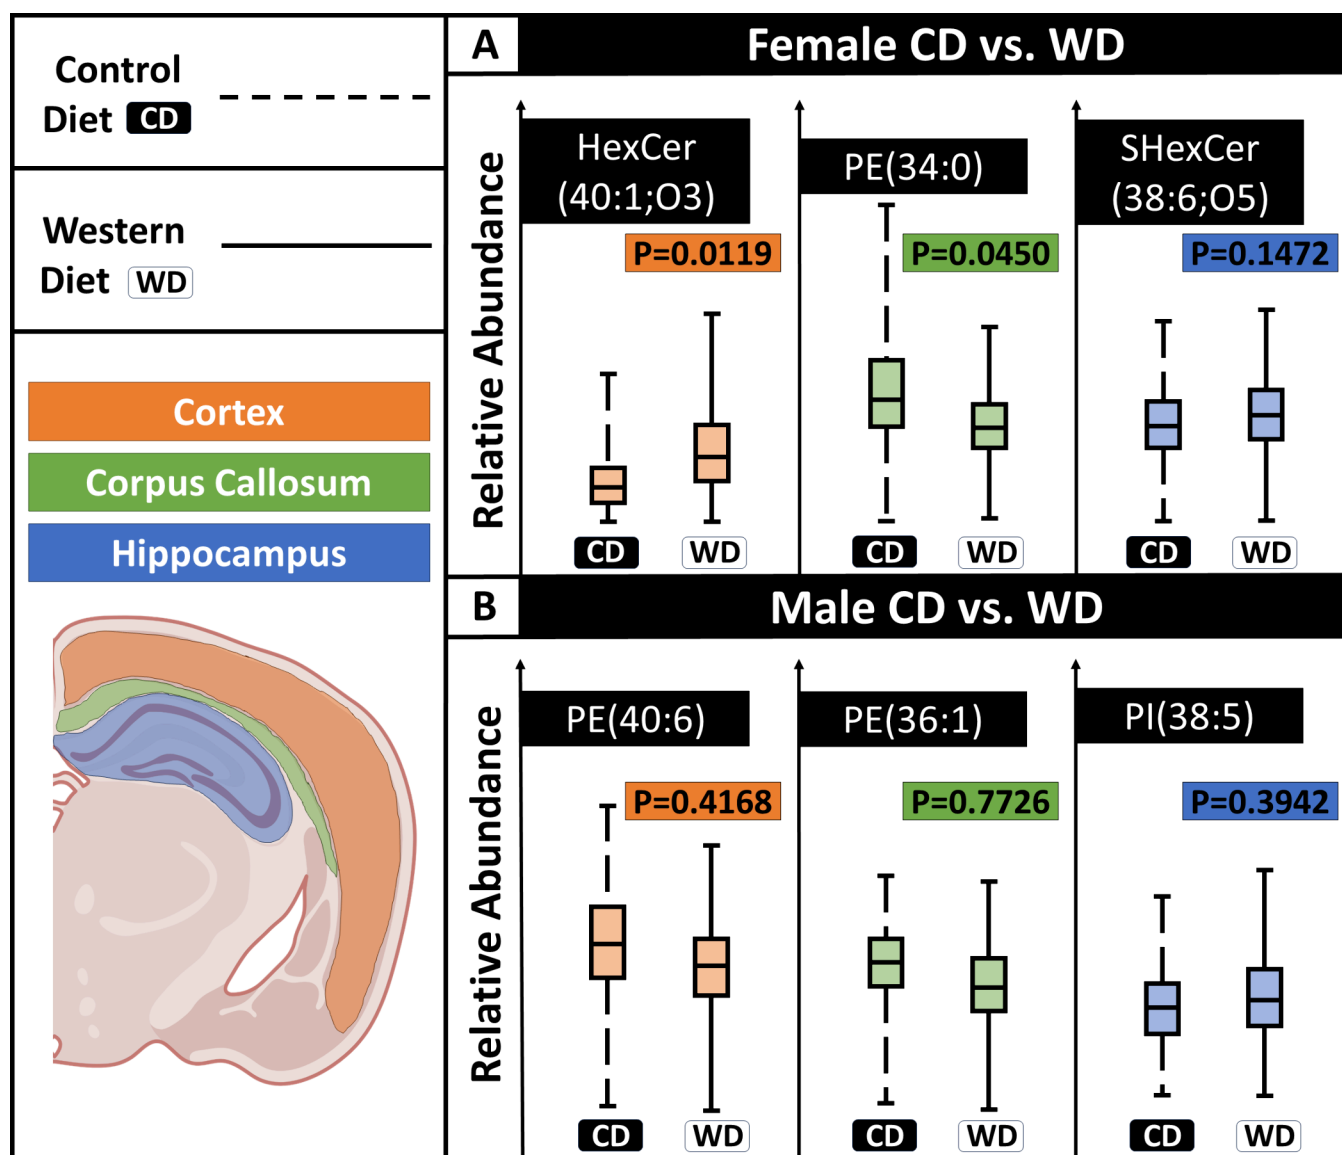 Control
Diet CD
Western
Diet WD
Cortex
Corpus Callosum
Hippocampus
A
Female CD vs. WD
Relative Abundance
HexCer
(40:1;O3)
P=0.0119
CD
WD
PE(34:0)
P=0.0450
CD
WD
SHexCer
(38:6;O5)
P=0.1472
CD
WD
B
Male CD vs. WD
Relative Abundance
PE(40:6)
P=0.4168
CD
WD
PE(36:1)
P=0.7726
CD
WD
PI(38:5)
P=0.3942
CD
WD